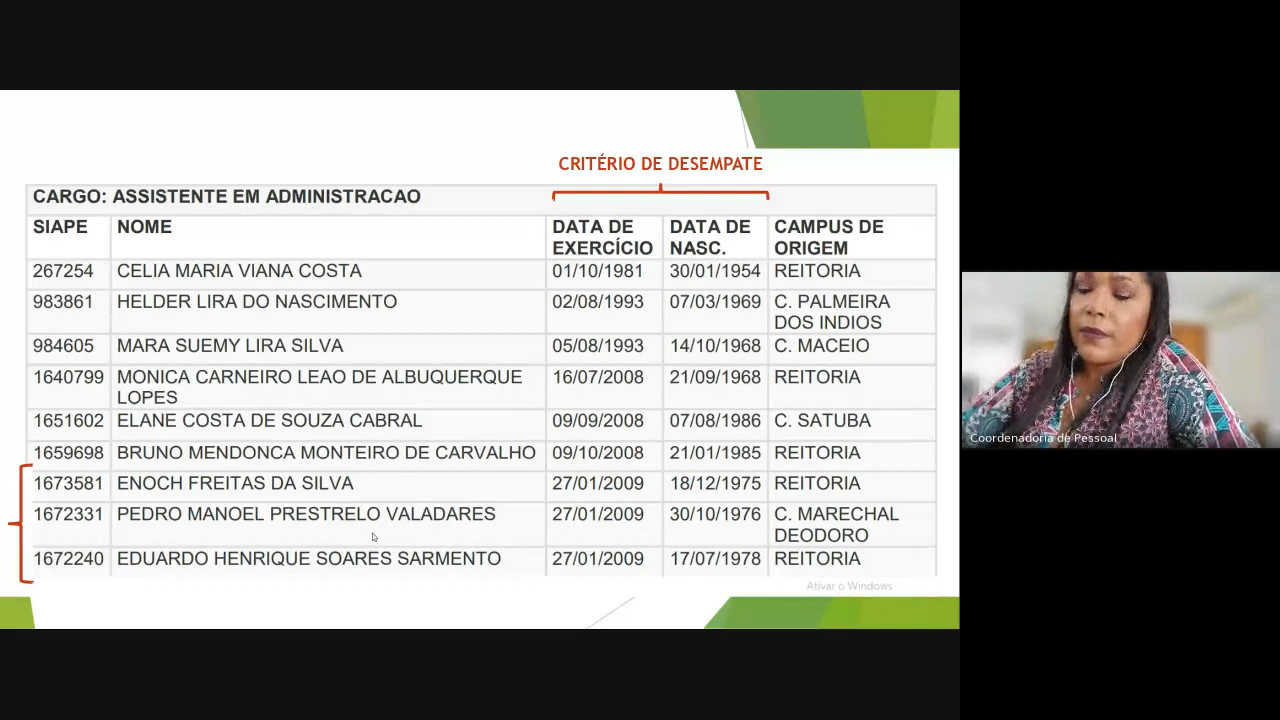 CRITÉRIO DE DESEMPATE
CARGO: ASSISTENTE EM ADMINISTRACAO
SIAPE NOME DATA DE EXERCÍCIO DATA DE NASC. CAMPUS DE ORIGEM
267254 CELIA MARIA VIANA COSTA 01/10/1981 30/01/1954 REITORIA
983861 HELDER LIRA DO NASCIMENTO 02/08/1993 07/03/1969 C. PALMEIRA DOS INDIOS
984605 MARA SUEMY LIRA SILVA 05/08/1993 14/10/1968 C. MACEIO
1640799 MONICA CARNEIRO LEAO DE ALBUQUERQUE LOPES 16/07/2008 21/09/1968 REITORIA
1651602 ELANE COSTA DE SOUZA CABRAL 09/09/2008 07/08/1986 C. SATUBA
1659698 BRUNO MENDONCA MONTEIRO DE CARVALHO 09/10/2008 21/01/1985 REITORIA
1673581 ENOCH FREITAS DA SILVA 27/01/2009 18/12/1975 REITORIA
1672331 PEDRO MANOEL PRESTRELO VALADARES 27/01/2009 30/10/1976 C. MARECHAL DEODORO
1672240 EDUARDO HENRIQUE SOARES SARMENTO 27/01/2009 17/07/1978 REITORIA
Ativar o Windows
Coordenadoria de Pessoal